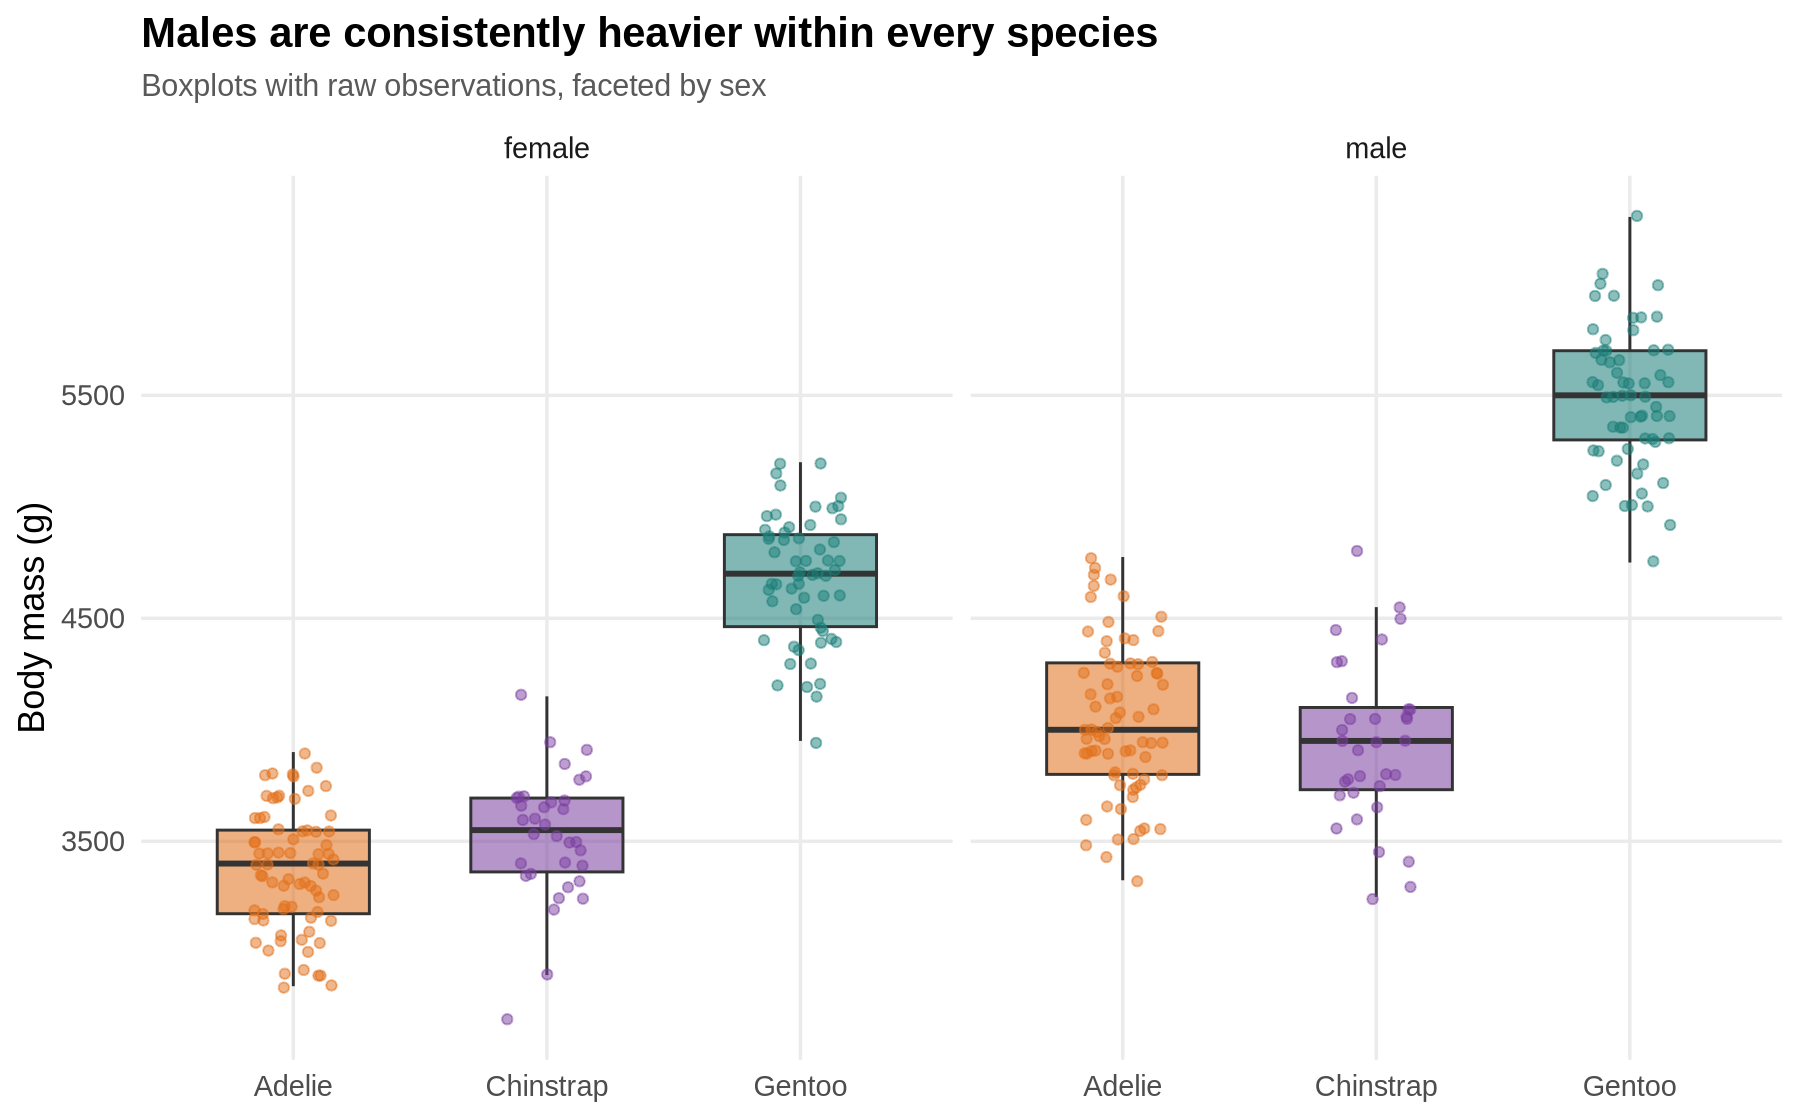 Males are consistently heavier within every species
Boxplots with raw observations, faceted by sex
female
male
Body mass (g)
5500
4500
3500
Adelie
Chinstrap
Gentoo
Adelie
Chinstrap
Gentoo